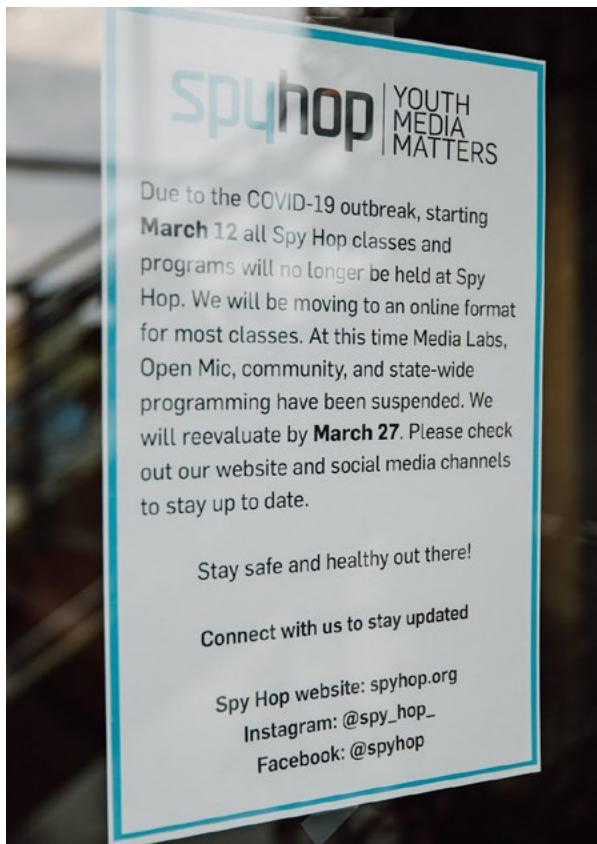 spyhop YOUTH
MEDIA
MATTERS
Due to the COVID-19 outbreak, starting
March 12 all Spy Hop classes and
programs will no longer be held at Spy
Hop. We will be moving to an online format
for most classes. At this time Media Labs,
Open Mic, community, and state-wide
programming have been suspended. We
will reevaluate by March 27. Please check
out our website and social media channels
to stay up to date.
Stay safe and healthy out there!
Connect with us to stay updated
Spy Hop website: spyhop.org
Instagram: @spy_hop_
Facebook: @spyhop